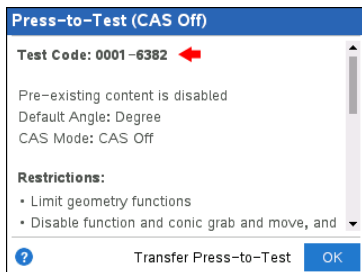 Press-to-Test (CAS Off)
Test Code: 0001-6382
Pre-existing content is disabled
Default Angle: Degree
CAS Mode: CAS Off
Restrictions:
• Limit geometry functions
• Disable function and conic grab and move, and
? Transfer Press-to-Test OK